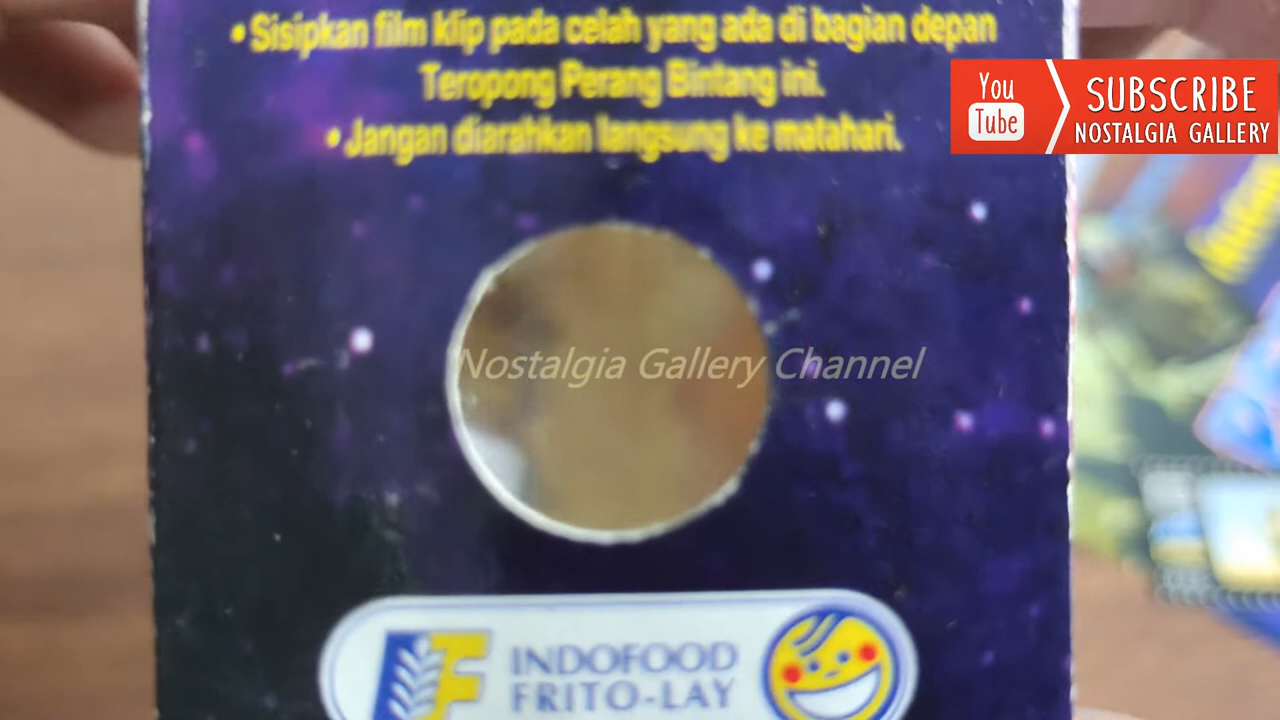 • Sisipkan film klip pada celah yang ada di bagian depan
Teropong Perang Bintang ini.
• Jangan diarahkan langsung ke matahari.
You
Tube
SUBSCRIBE
NOSTALGIA GALLERY
Nostalgia Gallery Channel
INDOFOOD
FRITO-LAY